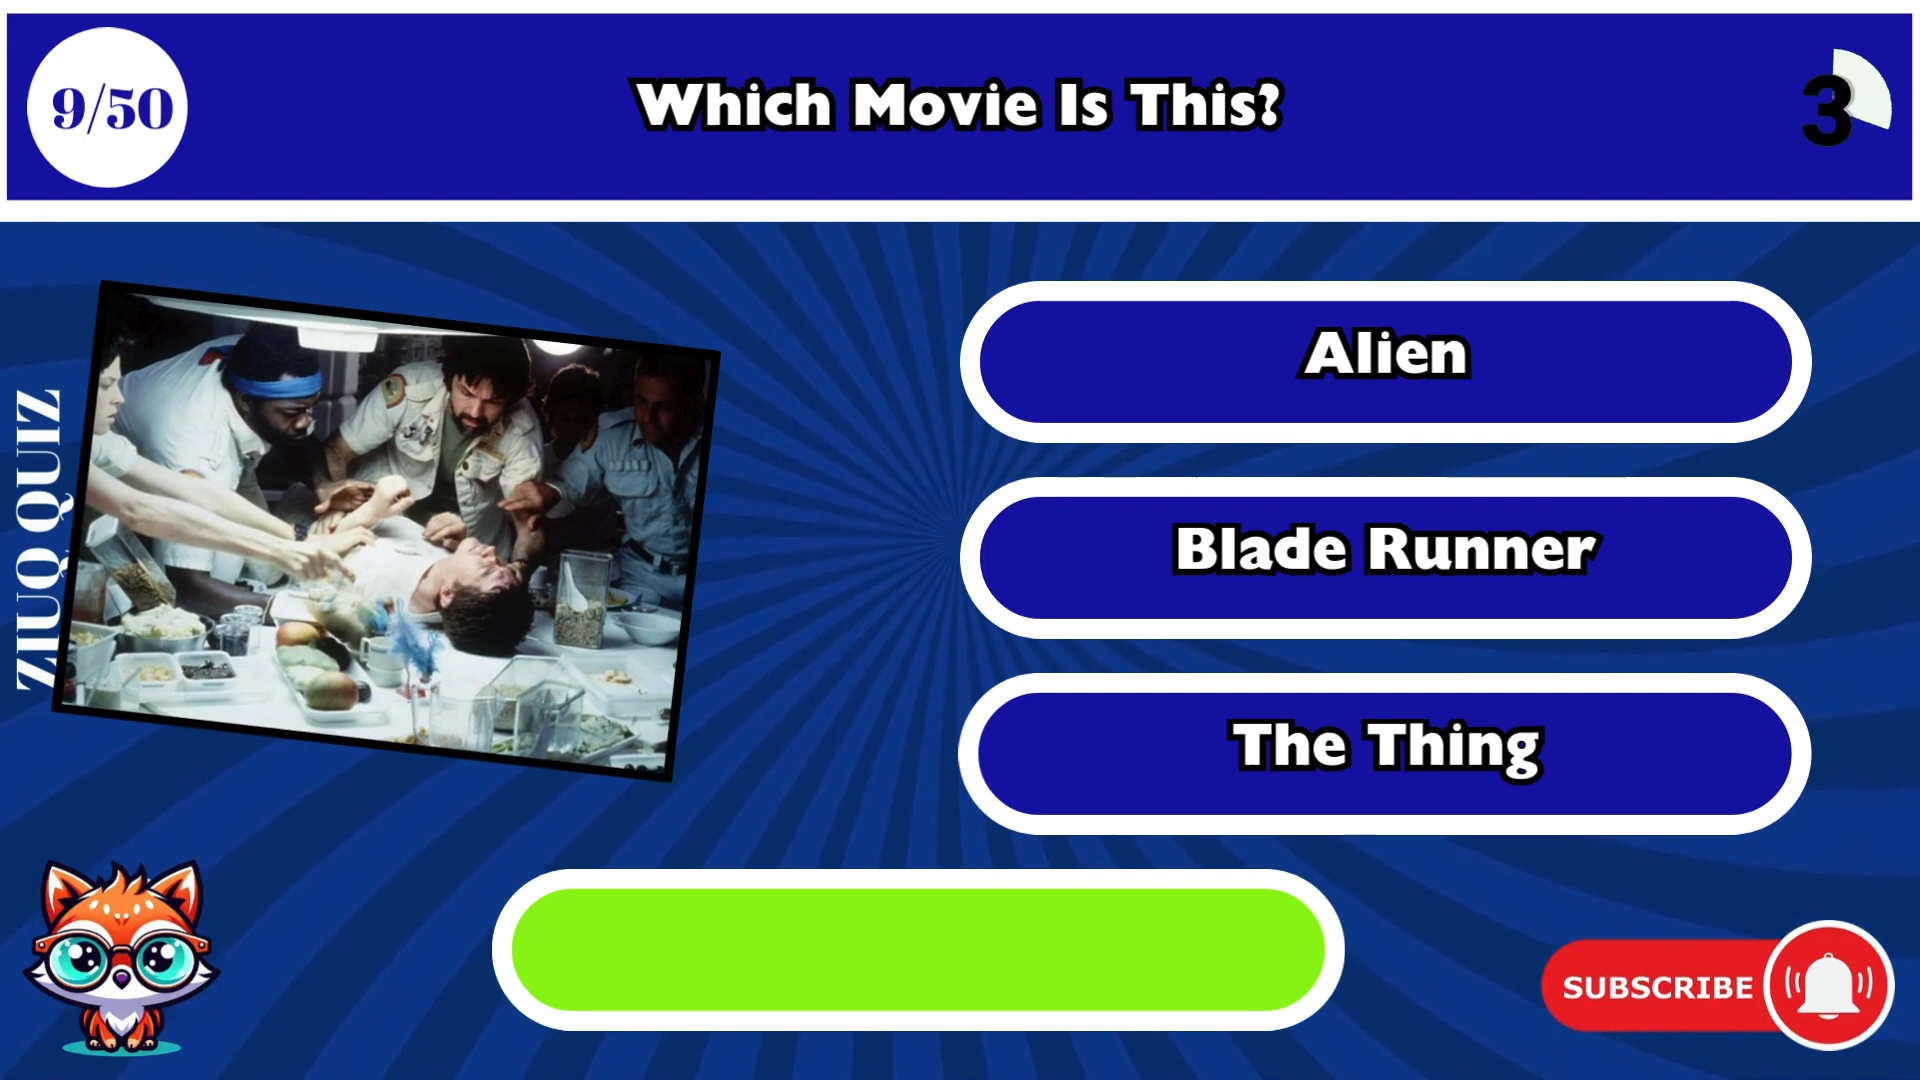 9/50
Which Movie Is This?
3
ZIUQ QUIZ
Alien
Blade Runner
The Thing
SUBSCRIBE